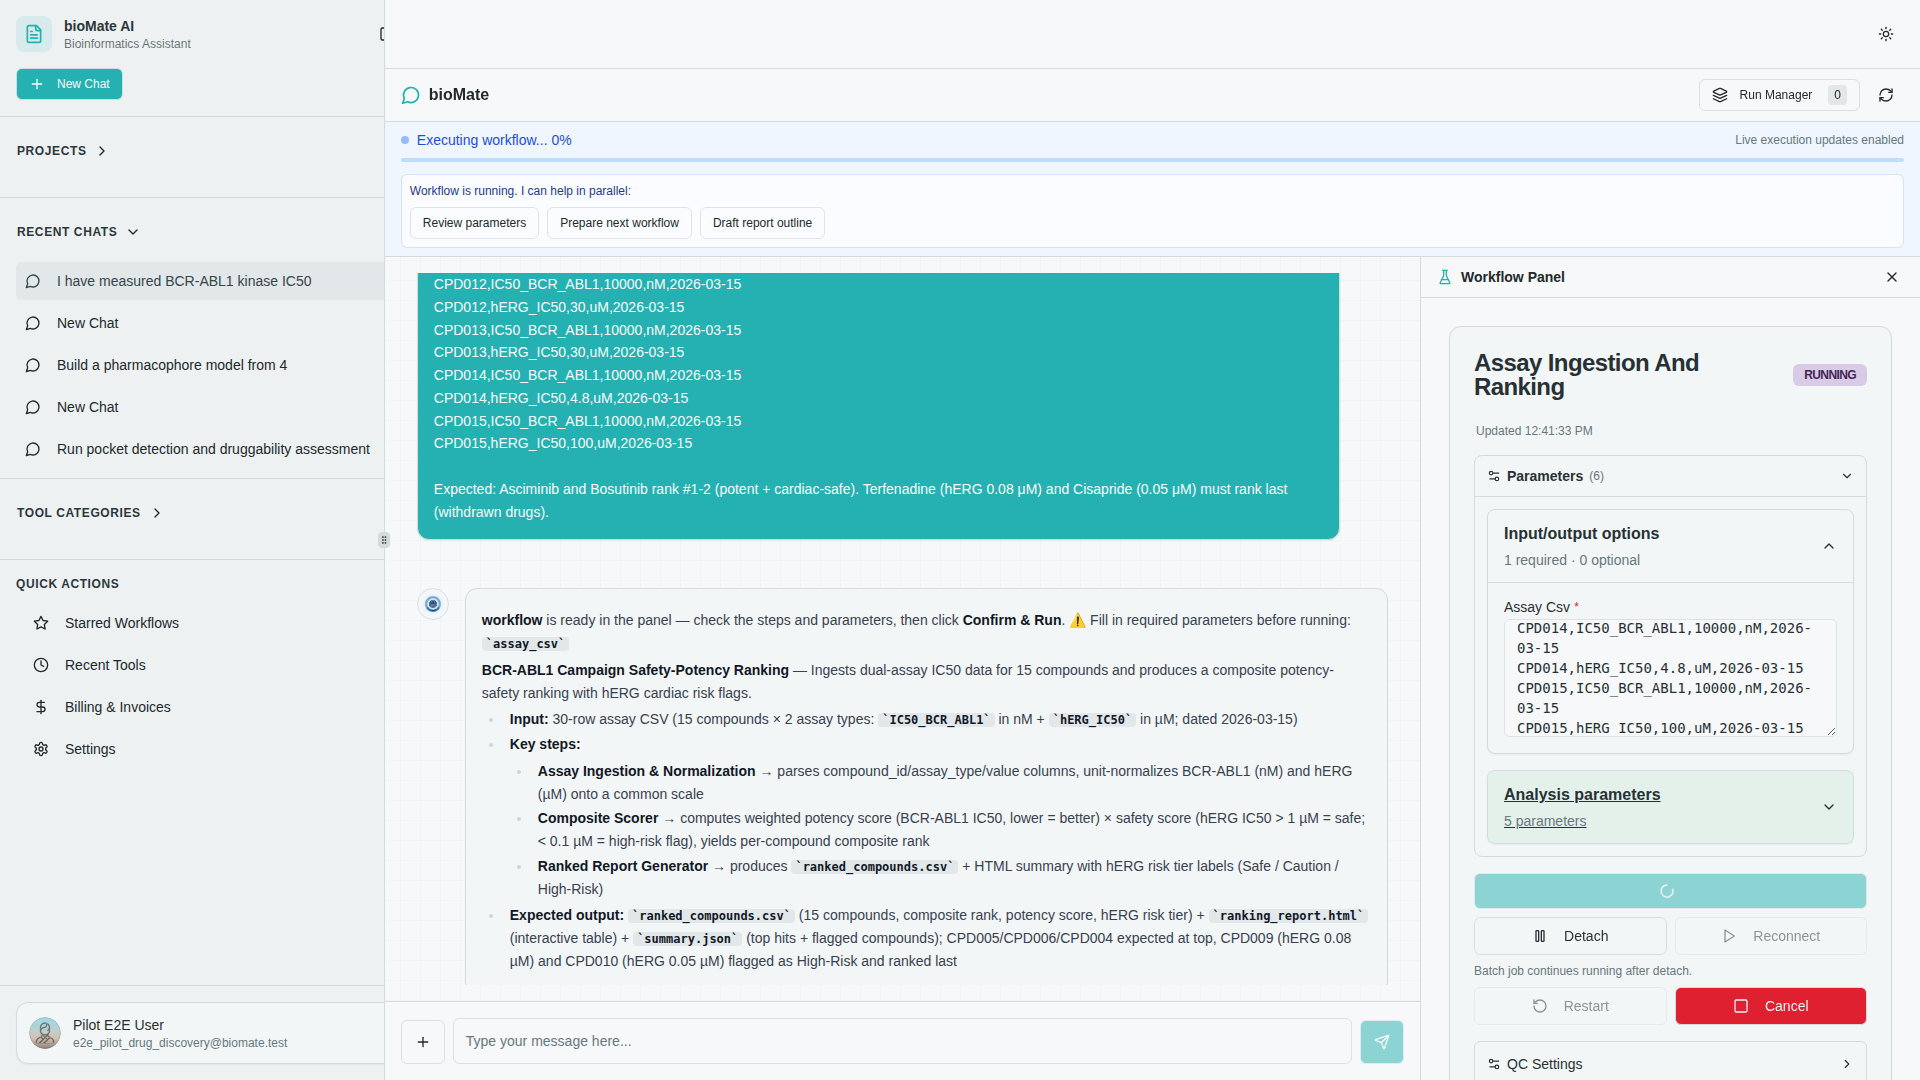 bioMate AI
Bioinformatics Assistant
New Chat
PROJECTS
RECENT CHATS
I have measured BCR-ABL1 kinase IC50
New Chat
Build a pharmacophore model from 4
New Chat
Run pocket detection and druggability assessment
TOOL CATEGORIES
QUICK ACTIONS
Starred Workflows
Recent Tools
Billing & Invoices
Settings
Pilot E2E User
e2e_pilot_drug_discovery@biomate.test
bioMate
Run Manager 0
Executing workflow... 0%
Live execution updates enabled
Workflow is running. I can help in parallel:
Review parameters
Prepare next workflow
Draft report outline
CPD012,IC50_BCR_ABL1,10000,nM,2026-03-15
CPD012,hERG_IC50,30,uM,2026-03-15
CPD013,IC50_BCR_ABL1,10000,nM,2026-03-15
CPD013,hERG_IC50,30,uM,2026-03-15
CPD014,IC50_BCR_ABL1,10000,nM,2026-03-15
CPD014,hERG_IC50,4.8,uM,2026-03-15
CPD015,IC50_BCR_ABL1,10000,nM,2026-03-15
CPD015,hERG_IC50,100,uM,2026-03-15
Expected: Asciminib and Bosutinib rank #1-2 (potent + cardiac-safe). Terfenadine (hERG 0.08 μM) and Cisapride (0.05 μM) must rank last
(withdrawn drugs).
workflow is ready in the panel — check the steps and parameters, then click Confirm & Run. ⚠️ Fill in required parameters before running:
`assay_csv`
BCR-ABL1 Campaign Safety-Potency Ranking — Ingests dual-assay IC50 data for 15 compounds and produces a composite potency-
safety ranking with hERG cardiac risk flags.
Input: 30-row assay CSV (15 compounds × 2 assay types: `IC50_BCR_ABL1` in nM + `hERG_IC50` in µM; dated 2026-03-15)
Key steps:
Assay Ingestion & Normalization → parses compound_id/assay_type/value columns, unit-normalizes BCR-ABL1 (nM) and hERG
(µM) onto a common scale
Composite Scorer → computes weighted potency score (BCR-ABL1 IC50, lower = better) × safety score (hERG IC50 > 1 µM = safe;
< 0.1 µM = high-risk flag), yields per-compound composite rank
Ranked Report Generator → produces `ranked_compounds.csv` + HTML summary with hERG risk tier labels (Safe / Caution /
High-Risk)
Expected output: `ranked_compounds.csv` (15 compounds, composite rank, potency score, hERG risk tier) + `ranking_report.html`
(interactive table) + `summary.json` (top hits + flagged compounds); CPD005/CPD006/CPD004 expected at top, CPD009 (hERG 0.08
µM) and CPD010 (hERG 0.05 µM) flagged as High-Risk and ranked last
Type your message here...
Workflow Panel
Assay Ingestion And
Ranking
RUNNING
Updated 12:41:33 PM
Parameters (6)
Input/output options
1 required · 0 optional
Assay Csv *
CPD014,IC50_BCR_ABL1,10000,nM,2026-
03-15
CPD014,hERG_IC50,4.8,uM,2026-03-15
CPD015,IC50_BCR_ABL1,10000,nM,2026-
03-15
CPD015,hERG_IC50,100,uM,2026-03-15
Analysis parameters
5 parameters
Detach
Reconnect
Batch job continues running after detach.
Restart
Cancel
QC Settings